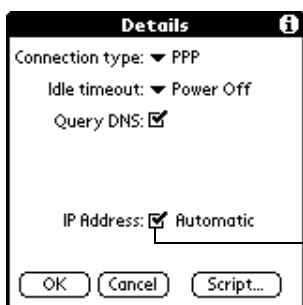 Details
Connection type: PPP
Idle timeout: Power Off
Query DNS:
IP Address: Automatic
OK Cancel Script...